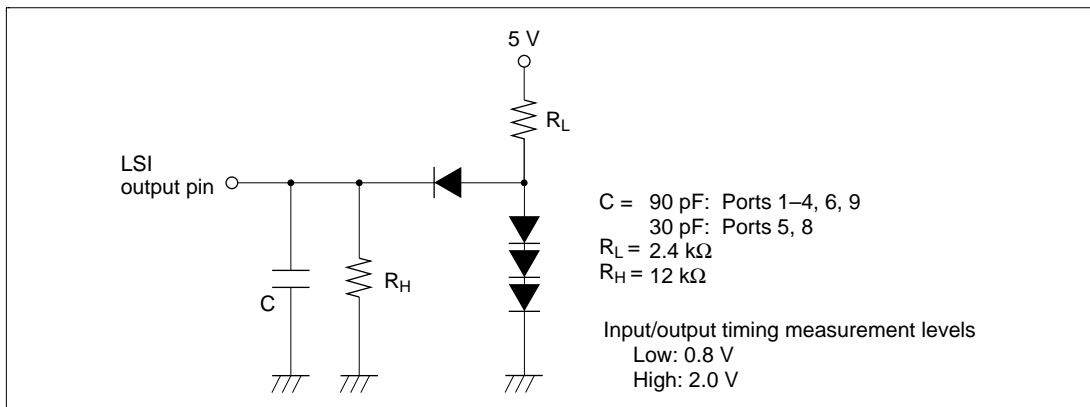 5 V
R_L
LSI
output pin
C
R_H
C = 90 pF: Ports 1–4, 6, 9
30 pF: Ports 5, 8
R_L = 2.4 kΩ
R_H = 12 kΩ
Input/output timing measurement levels
Low: 0.8 V
High: 2.0 V